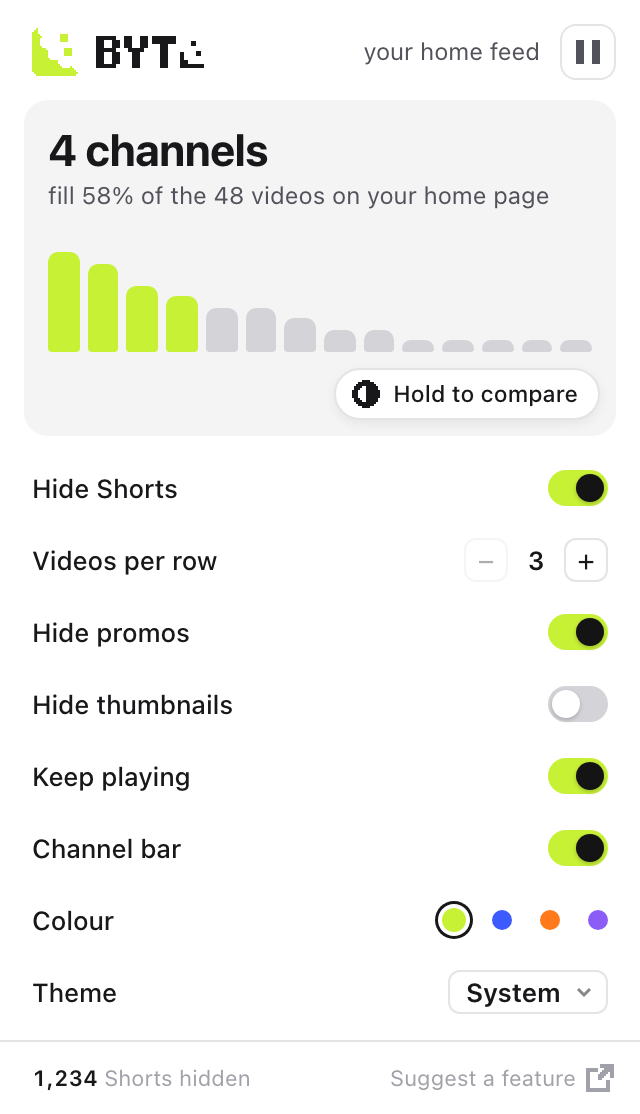 BYTE
your home feed
4 channels
fill 58% of the 48 videos on your home page
Hold to compare
Hide Shorts
Videos per row
− 3 +
Hide promos
Hide thumbnails
Keep playing
Channel bar
Colour
Theme
System
1,234 Shorts hidden
Suggest a feature